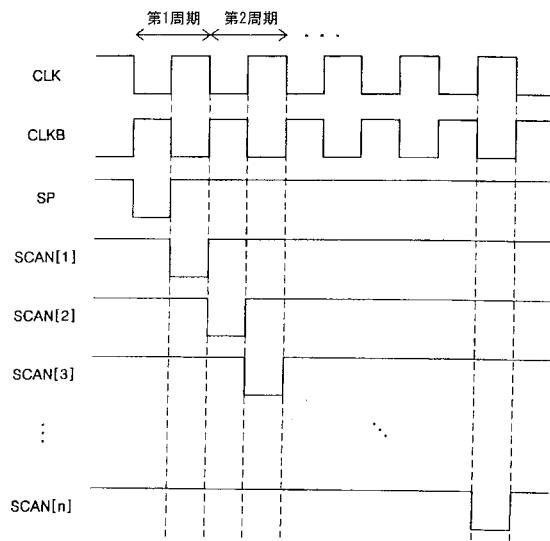 第1周期 第2周期 . . .
CLK
CLKB
SP
SCAN[1]
SCAN[2]
SCAN[3]
SCAN[n]